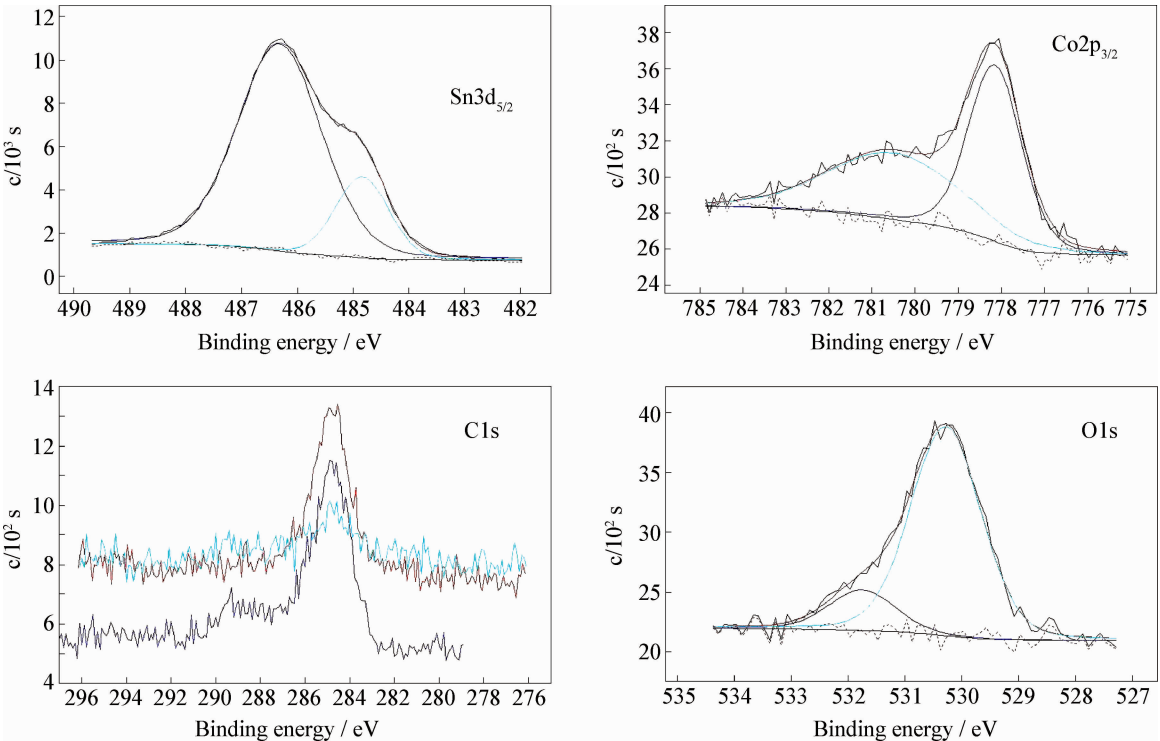 12
10
8
6
4
2
0
c/10³ s
Sn3d5/2
490 489 488 487 486 485 484 483 482
Binding energy / eV
38
36
34
32
30
28
26
24
c/10² s
Co2p3/2
785 784 783 782 781 780 779 778 777 776 775
Binding energy / eV
14
12
10
8
6
4
c/10² s
C1s
296 294 292 290 288 286 284 282 280 278 276
Binding energy / eV
40
35
30
25
20
c/10² s
O1s
535 534 533 532 531 530 529 528 527
Binding energy / eV